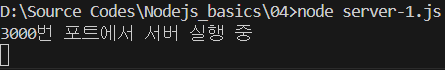 D:\Source Codes\Nodejs_basics\04>node server-1.js
3000번 포트에서 서버 실행 중